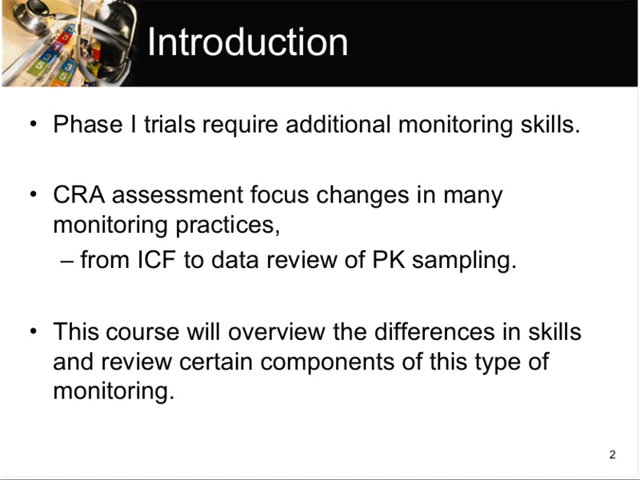 Introduction
• Phase I trials require additional monitoring skills.
• CRA assessment focus changes in many
monitoring practices,
– from ICF to data review of PK sampling.
• This course will overview the differences in skills
and review certain components of this type of
monitoring.
2